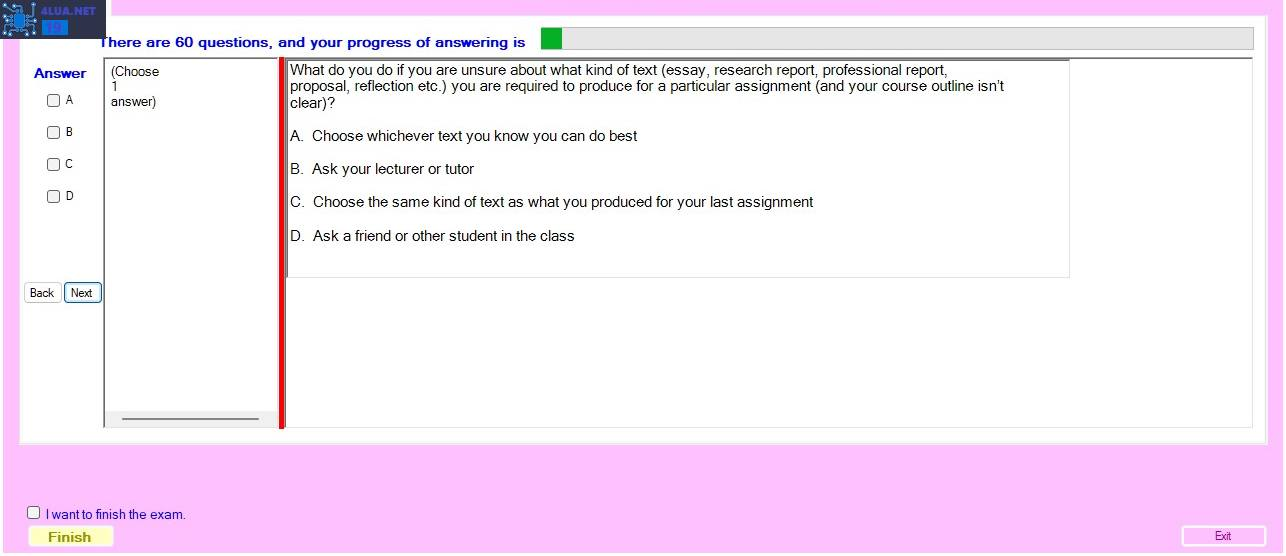 4LUA.NET
19
There are 60 questions, and your progress of answering is
Answer
A
B
C
D
Back
Next
(Choose
1
answer)
What do you do if you are unsure about what kind of text (essay, research report, professional report,
proposal, reflection etc.) you are required to produce for a particular assignment (and your course outline isn't
clear)?
A. Choose whichever text you know you can do best
B. Ask your lecturer or tutor
C. Choose the same kind of text as what you produced for your last assignment
D. Ask a friend or other student in the class
I want to finish the exam.
Finish
Exit